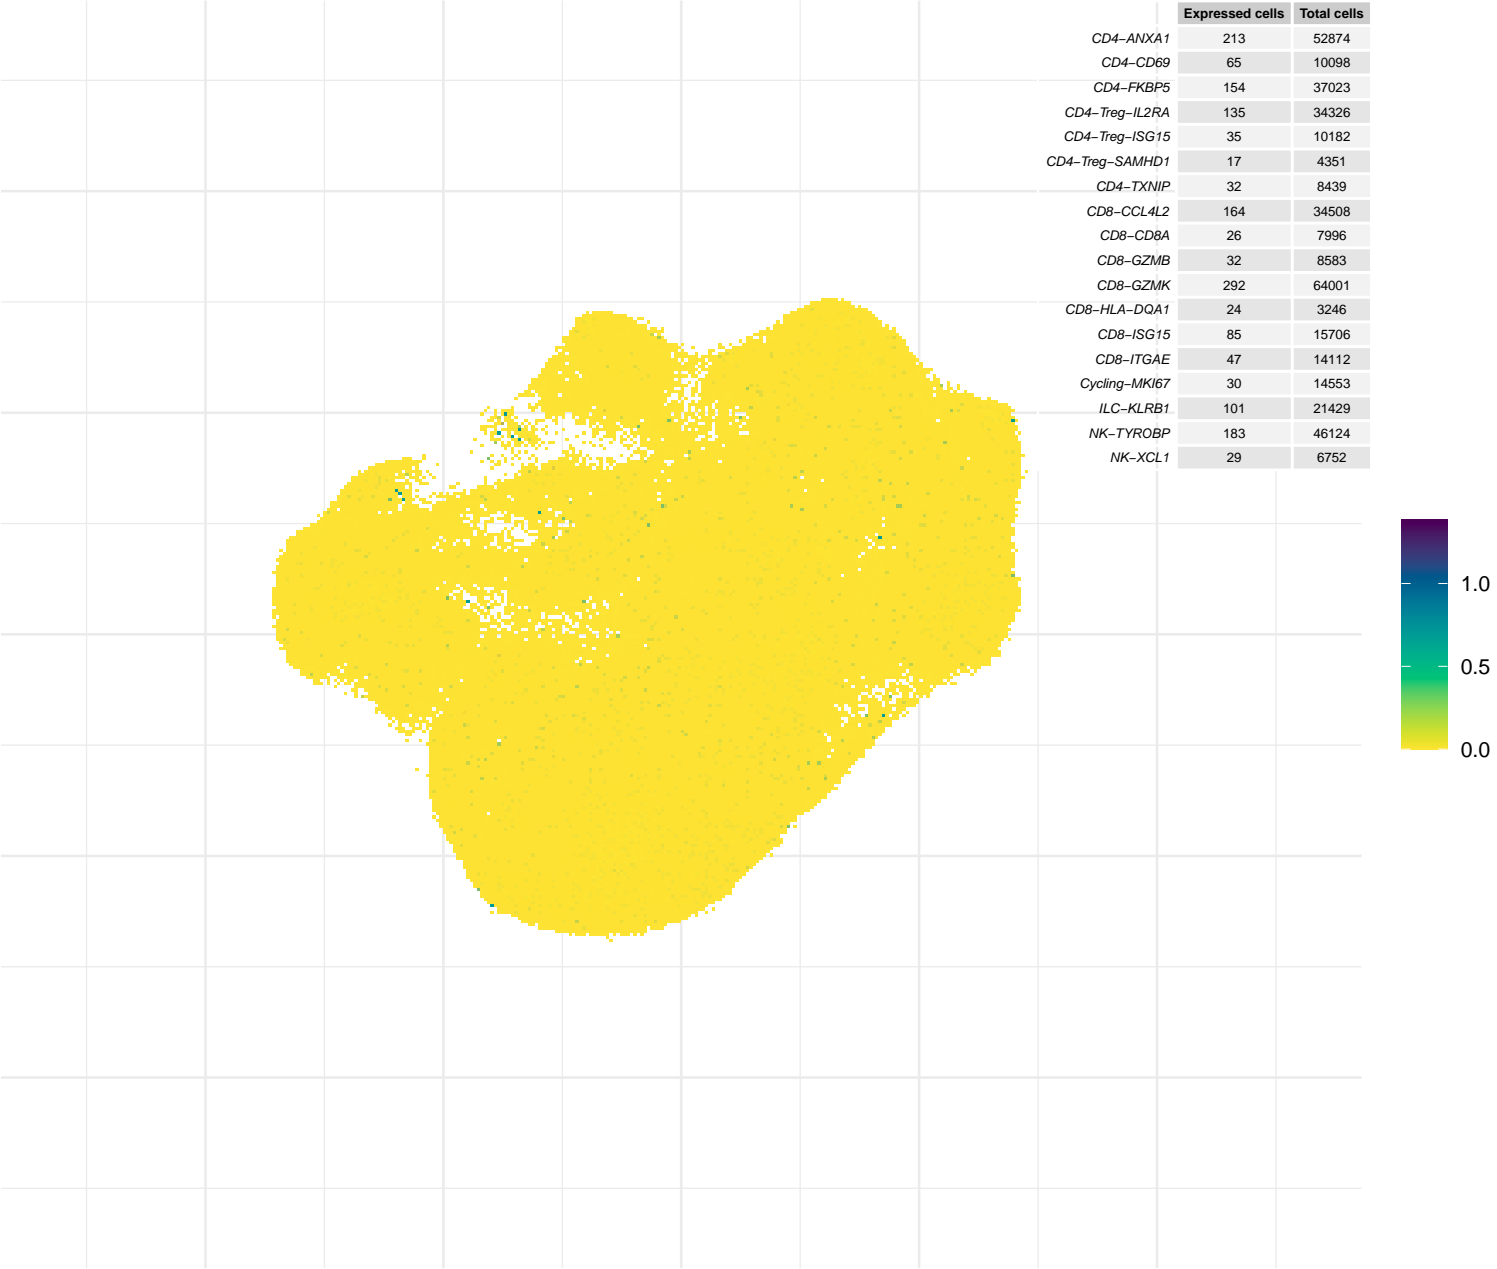 Expressed cells Total cells
CD4−ANXA1 213 52874
CD4−CD69 65 10098
CD4−FKBP5 154 37023
CD4−Treg−IL2RA 135 34326
CD4−Treg−ISG15 35 10182
CD4−Treg−SAMHD1 17 4351
CD4−TXNIP 32 8439
CD8−CCL4L2 164 34508
CD8−CD8A 26 7996
CD8−GZMB 32 8583
CD8−GZMK 292 64001
CD8−HLA−DQA1 24 3246
CD8−ISG15 85 15706
CD8−ITGAE 47 14112
Cycling−MKI67 30 14553
ILC−KLRB1 101 21429
NK−TYROBP 183 46124
NK−XCL1 29 6752
1.0
0.5
0.0